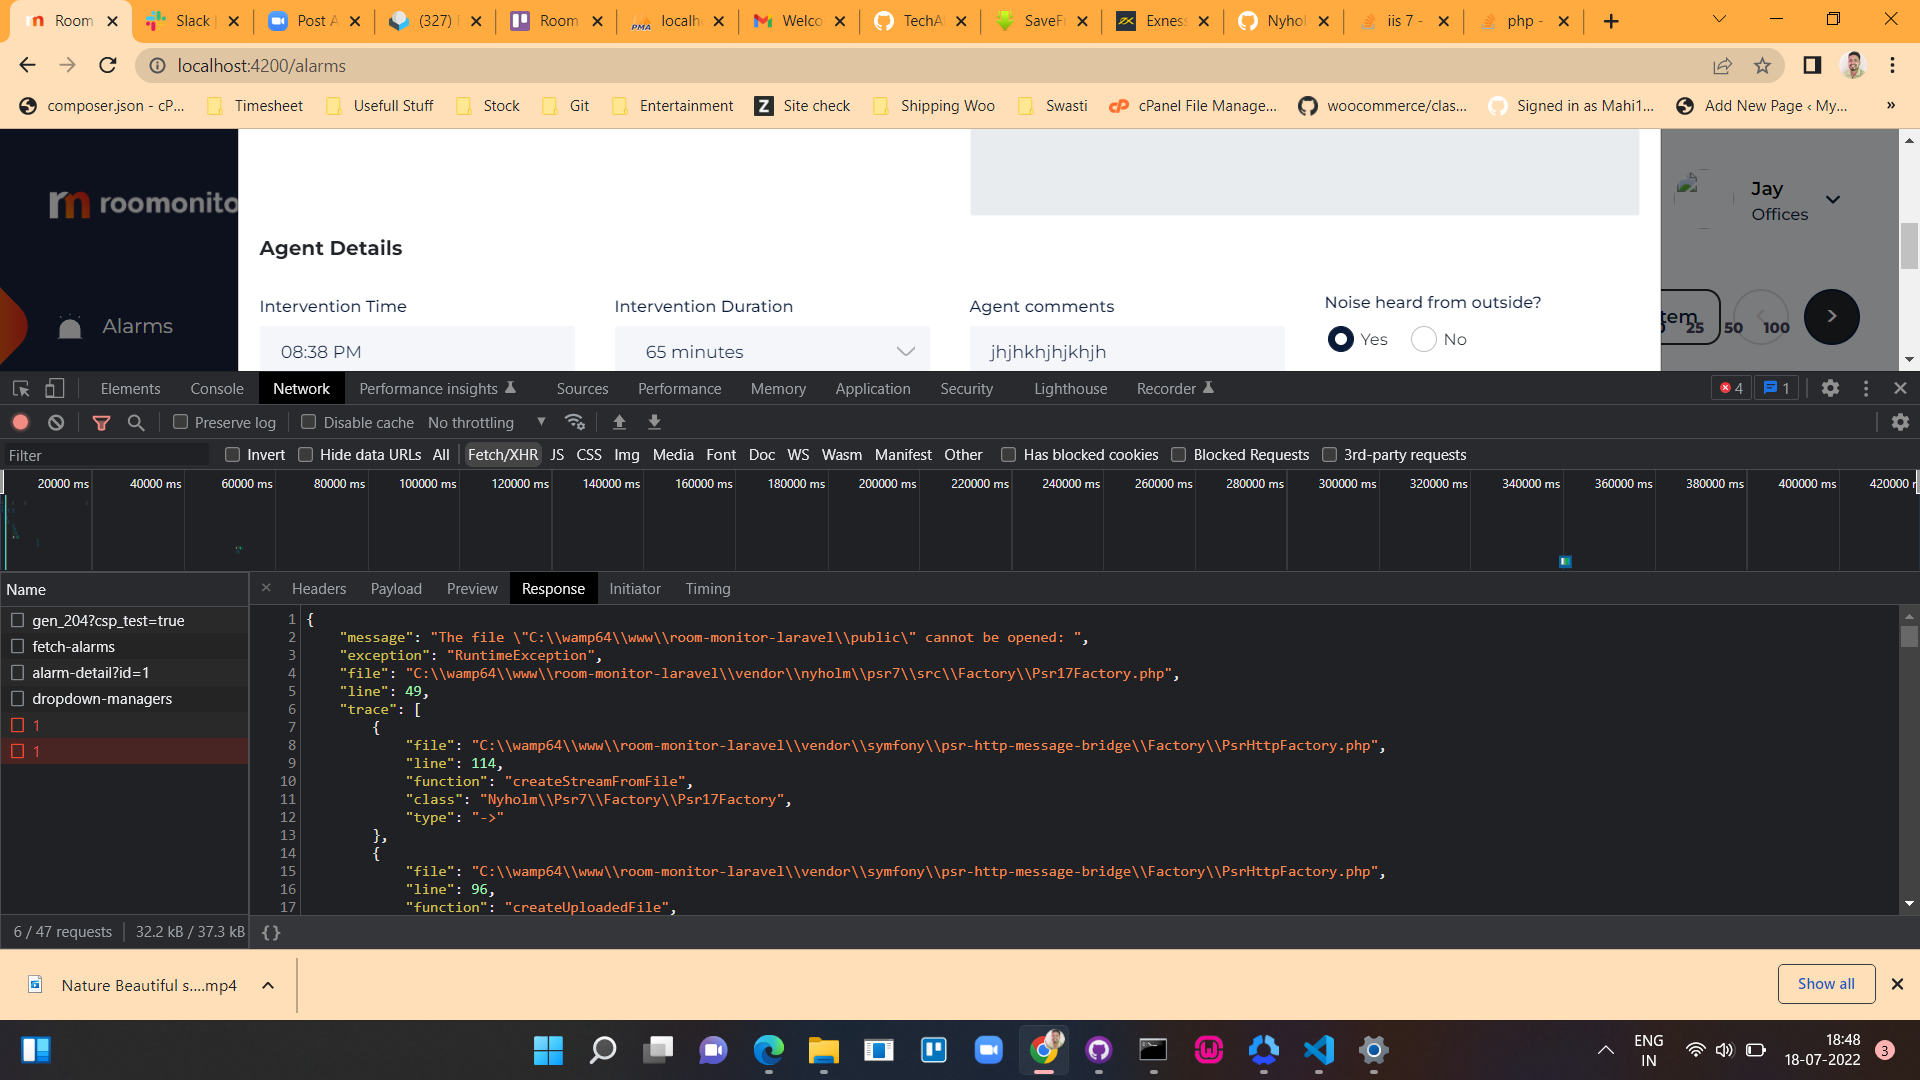 Room
Slack
Post A
(327)
Room
localh
Welco
TechA
SaveFr
Exness
Nyhol
iis 7 -
php -
localhost:4200/alarms
composer.json - cP...
Timesheet
Usefull Stuff
Stock
Git
Entertainment
Site check
Shipping Woo
Swasti
cPanel File Manage...
woocommerce/clas...
Signed in as Mahi1...
Add New Page ‹ My...
»
roomonito
Jay
Offices
Alarms
Agent Details
Intervention Time
Intervention Duration
Agent comments
Noise heard from outside?
08:38 PM
65 minutes
jhjhkhjhjkhjh
Yes
No
tem
25
50
100
Elements
Console
Network
Performance insights
Sources
Performance
Memory
Application
Security
Lighthouse
Recorder
4
1
Preserve log
Disable cache
No throttling
Filter
Invert
Hide data URLs
All
Fetch/XHR
JS
CSS
Img
Media
Font
Doc
WS
Wasm
Manifest
Other
Has blocked cookies
Blocked Requests
3rd-party requests
20000 ms
40000 ms
60000 ms
80000 ms
100000 ms
120000 ms
140000 ms
160000 ms
180000 ms
200000 ms
220000 ms
240000 ms
260000 ms
280000 ms
300000 ms
320000 ms
340000 ms
360000 ms
380000 ms
400000 ms
420000 
Name
Headers
Payload
Preview
Response
Initiator
Timing
gen_204?csp_test=true
fetch-alarms
alarm-detail?id=1
dropdown-managers
1
1
1 {
2 "message": "The file \"C:\\wamp64\\www\\room-monitor-laravel\\public\" cannot be opened: ",
3 "exception": "RuntimeException",
4 "file": "C:\\wamp64\\www\\room-monitor-laravel\\vendor\\nyholm\\psr7\\src\\Factory\\Psr17Factory.php",
5 "line": 49,
6 "trace": [
7 {
8 "file": "C:\\wamp64\\www\\room-monitor-laravel\\vendor\\symfony\\psr-http-message-bridge\\Factory\\PsrHttpFactory.php",
9 "line": 114,
10 "function": "createStreamFromFile",
11 "class": "Nyholm\\Psr7\\Factory\\Psr17Factory",
12 "type": "->"
13 },
14 {
15 "file": "C:\\wamp64\\www\\room-monitor-laravel\\vendor\\symfony\\psr-http-message-bridge\\Factory\\PsrHttpFactory.php",
16 "line": 96,
17 "function": "createUploadedFile",
6 / 47 requests
32.2 kB / 37.3 kB
{}
Nature Beautiful s....mp4
Show all
ENG
IN
18:48
18-07-2022
3